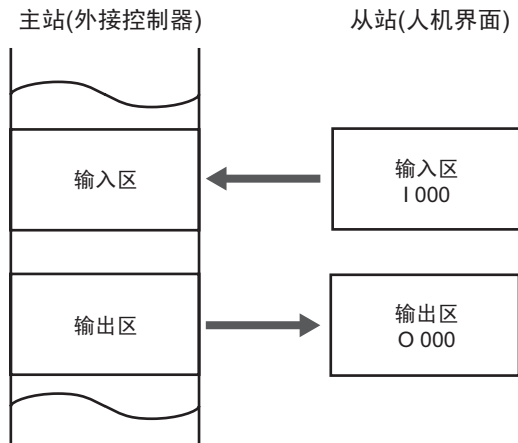 主站(外接控制器)
从站(人机界面)
输入区
输入区
I 000
输出区
输出区
O 000